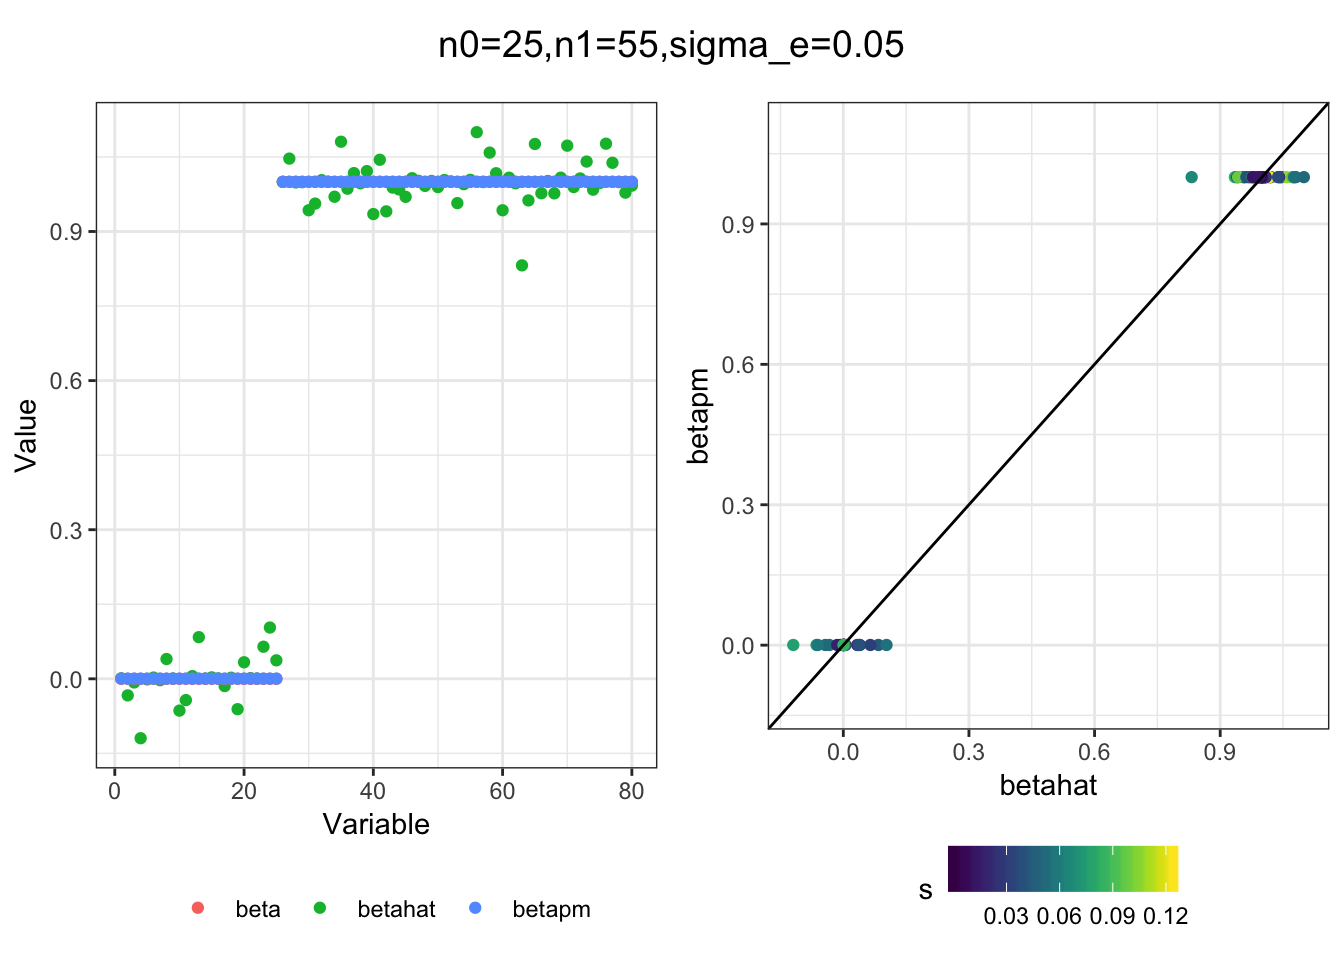 n0=25,n1=55,sigma_e=0.05
Value
0.9
0.6
0.3
0.0
0 20 40 60 80
Variable
beta betahat betapm
betapm
0.9
0.6
0.3
0.0
0.0 0.3 0.6 0.9
betahat
s
0.03 0.06 0.09 0.12